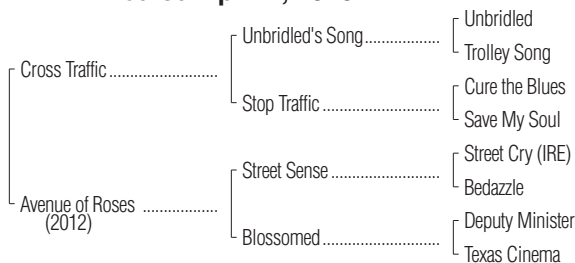 Unbridled
Unbridled's Song
Trolley Song
Cross Traffic
Cure the Blues
Stop Traffic
Save My Soul
Street Cry (IRE)
Street Sense
Bedazzle
Avenue of Roses
(2012)
Deputy Minister
Blossomed
Texas Cinema